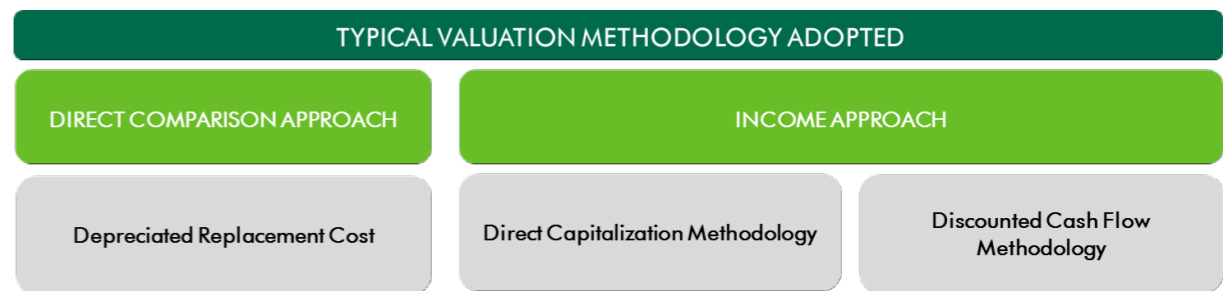 TYPICAL VALUATION METHODOLOGY ADOPTED
DIRECT COMPARISON APPROACH
INCOME APPROACH
Depreciated Replacement Cost
Direct Capitalization Methodology
Discounted Cash Flow
Methodology